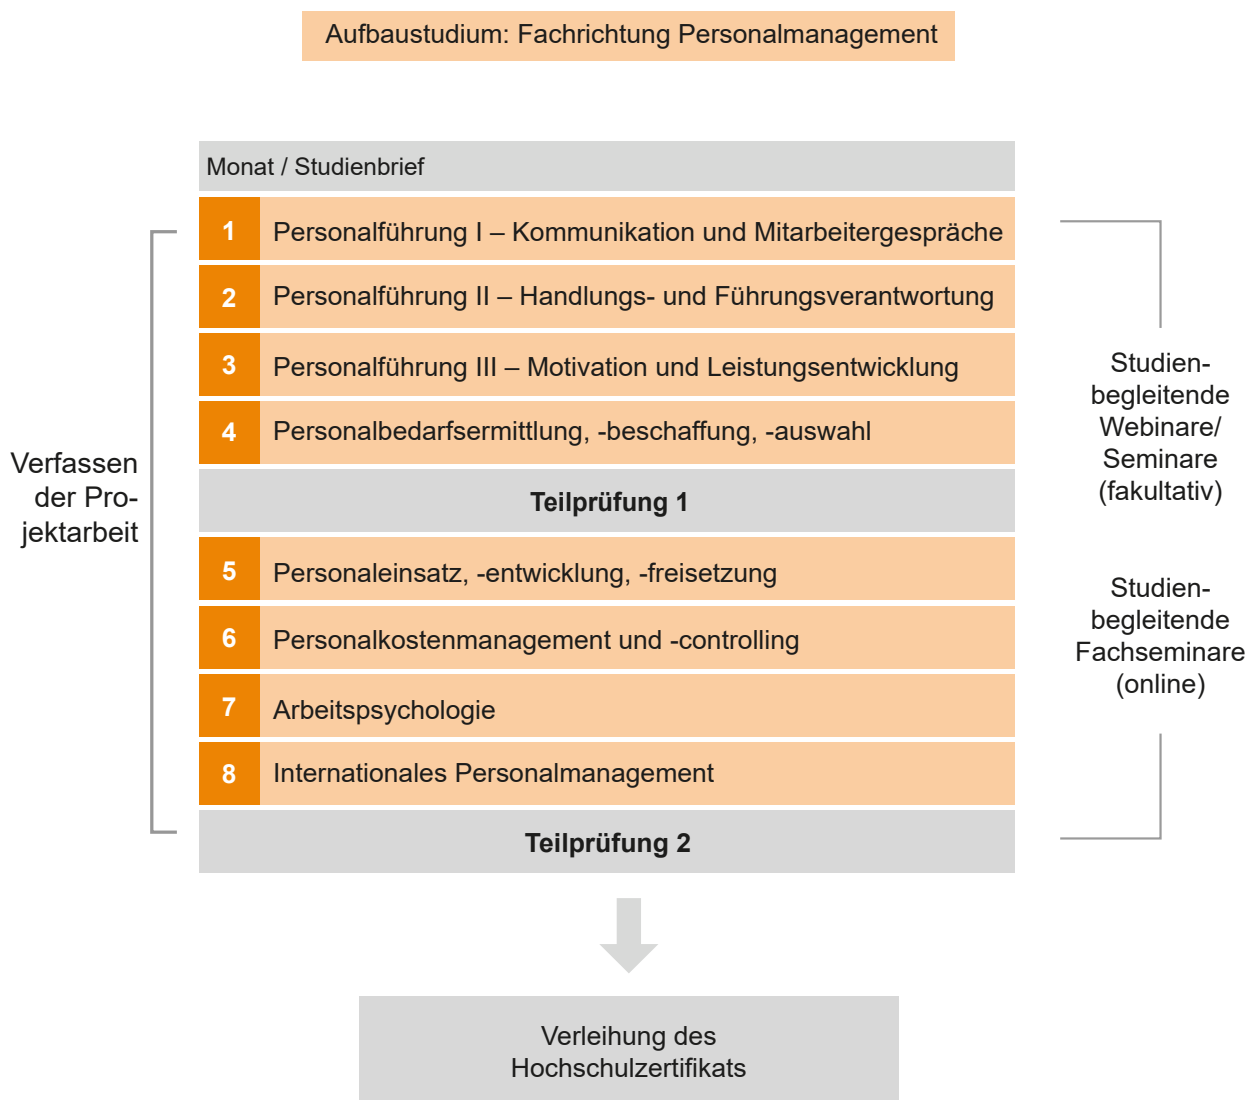 Aufbaustudium: Fachrichtung Personalmanagement
Monat / Studienbrief
1 Personalführung I – Kommunikation und Mitarbeitergespräche
2 Personalführung II – Handlungs- und Führungsverantwortung
3 Personalführung III – Motivation und Leistungsentwicklung
4 Personalbedarfsermittlung, -beschaffung, -auswahl
Teilprüfung 1
5 Personaleinsatz, -entwicklung, -freisetzung
6 Personalkostenmanagement und -controlling
7 Arbeitspsychologie
8 Internationales Personalmanagement
Teilprüfung 2
Verfassen
der Pro-
jektarbeit
Studien-
begleitende
Webinare/
Seminare
(fakultativ)
Studien-
begleitende
Fachseminare
(online)
Verleihung des
Hochschulzertifikats